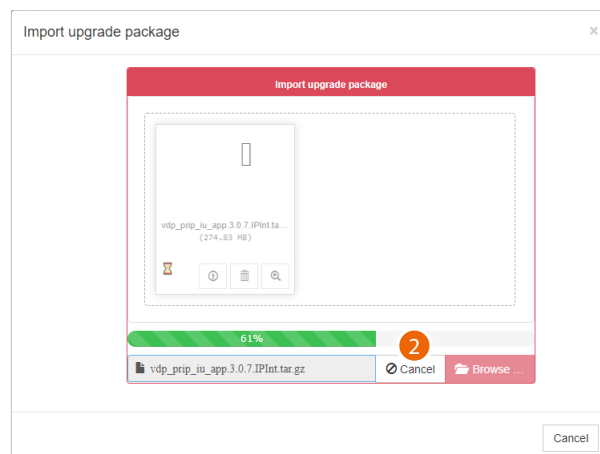 Import upgrade package ×
Import upgrade package
vdp_prip_iu_app.3.0.7.IPInt.ta...
(274.83 MB)
61%
2
vdp_prip_iu_app.3.0.7.IPInt.tar.gz Cancel Browse ...
Cancel